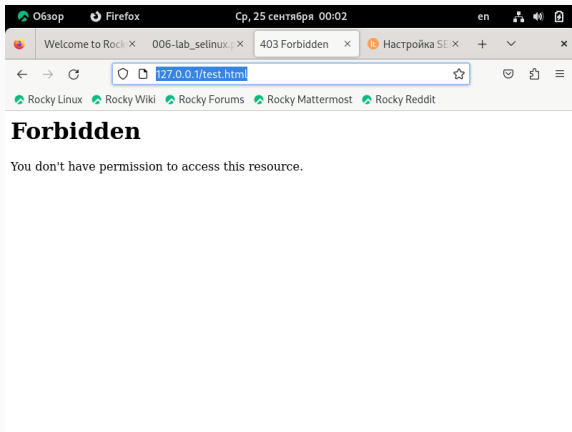 Обзор Firefox Ср, 25 сентября 00:02 en
Welcome to Rock 006-lab_selinux.p 403 Forbidden Настройка SE
127.0.0.1/test.html
Rocky Linux Rocky Wiki Rocky Forums Rocky Mattermost Rocky Reddit
Forbidden
You don't have permission to access this resource.